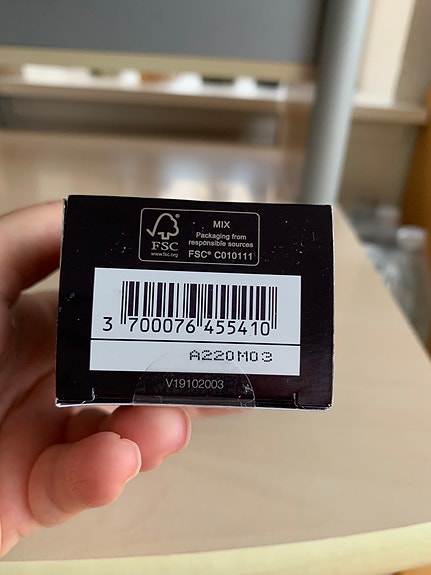 FSC
www.fsc.org
MIX
Packaging from
responsible sources
FSC® C010111
3 700076 455410
A220M03
V19102003